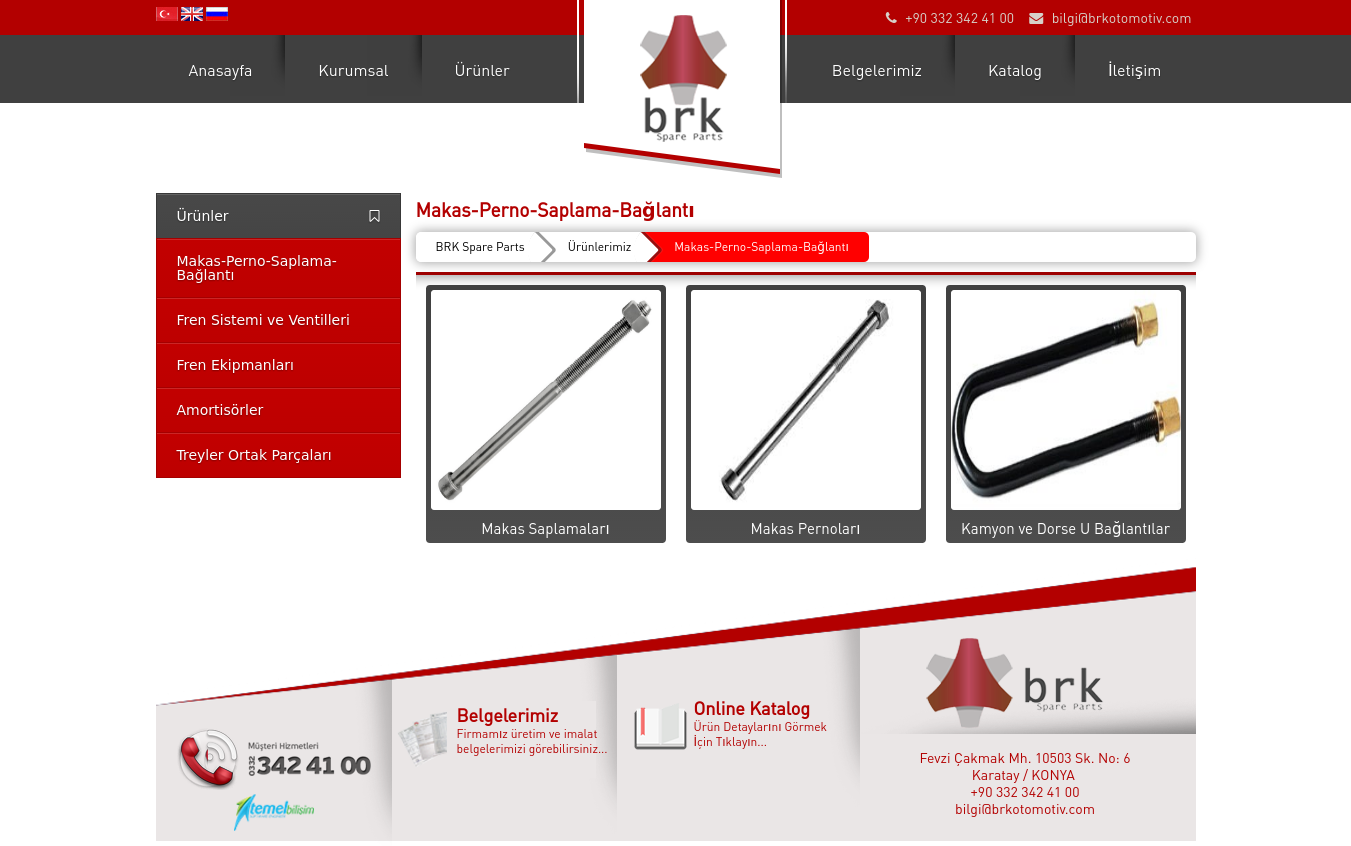 +90 332 342 41 00
bilgi@brkotomotiv.com
Anasayfa
Kurumsal
Ürünler
brk
Spare Parts
Belgelerimiz
Katalog
İletişim
Ürünler
Makas-Perno-Saplama-
Bağlantı
Fren Sistemi ve Ventilleri
Fren Ekipmanları
Amortisörler
Treyler Ortak Parçaları
Makas-Perno-Saplama-Bağlantı
BRK Spare Parts
Ürünlerimiz
Makas-Perno-Saplama-Bağlantı
Makas Saplamaları
Makas Pernoları
Kamyon ve Dorse U Bağlantılar
Müşteri Hizmetleri
0332 342 41 00
temelbilişim
Belgelerimiz
Firmamız üretim ve imalat
belgelerimizi görebilirsiniz...
Online Katalog
Ürün Detaylarını Görmek
İçin Tıklayın...
brk
Spare Parts
Fevzi Çakmak Mh. 10503 Sk. No: 6
Karatay / KONYA
+90 332 342 41 00
bilgi@brkotomotiv.com